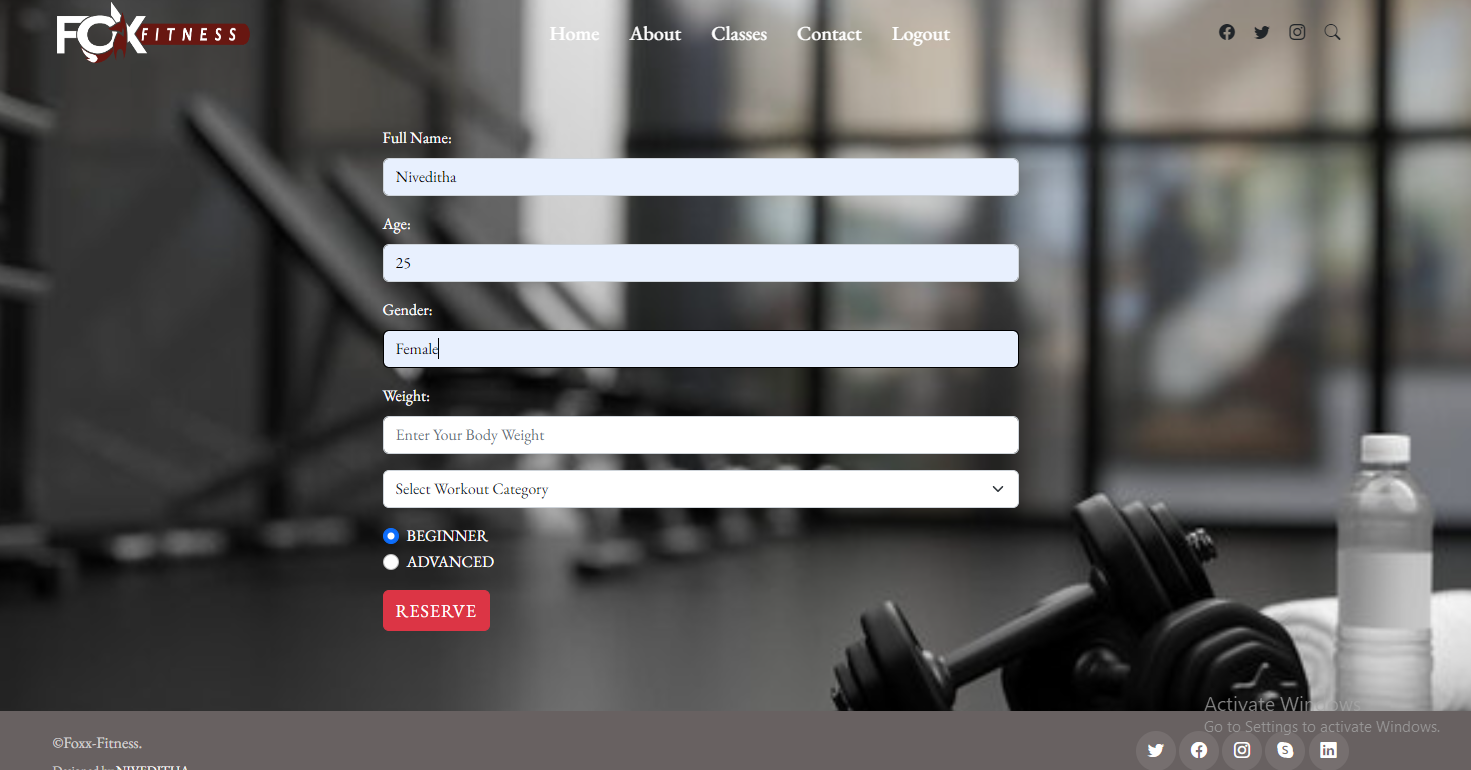 FOX FITNESS
Home About Classes Contact Logout
Full Name:
Niveditha
Age:
25
Gender:
Female
Weight:
Enter Your Body Weight
Select Workout Category
BEGINNER
ADVANCED
RESERVE
Activate Windows
Go to Settings to activate Windows.
©Foxx-Fitness.
Designed by NIVEDITHA